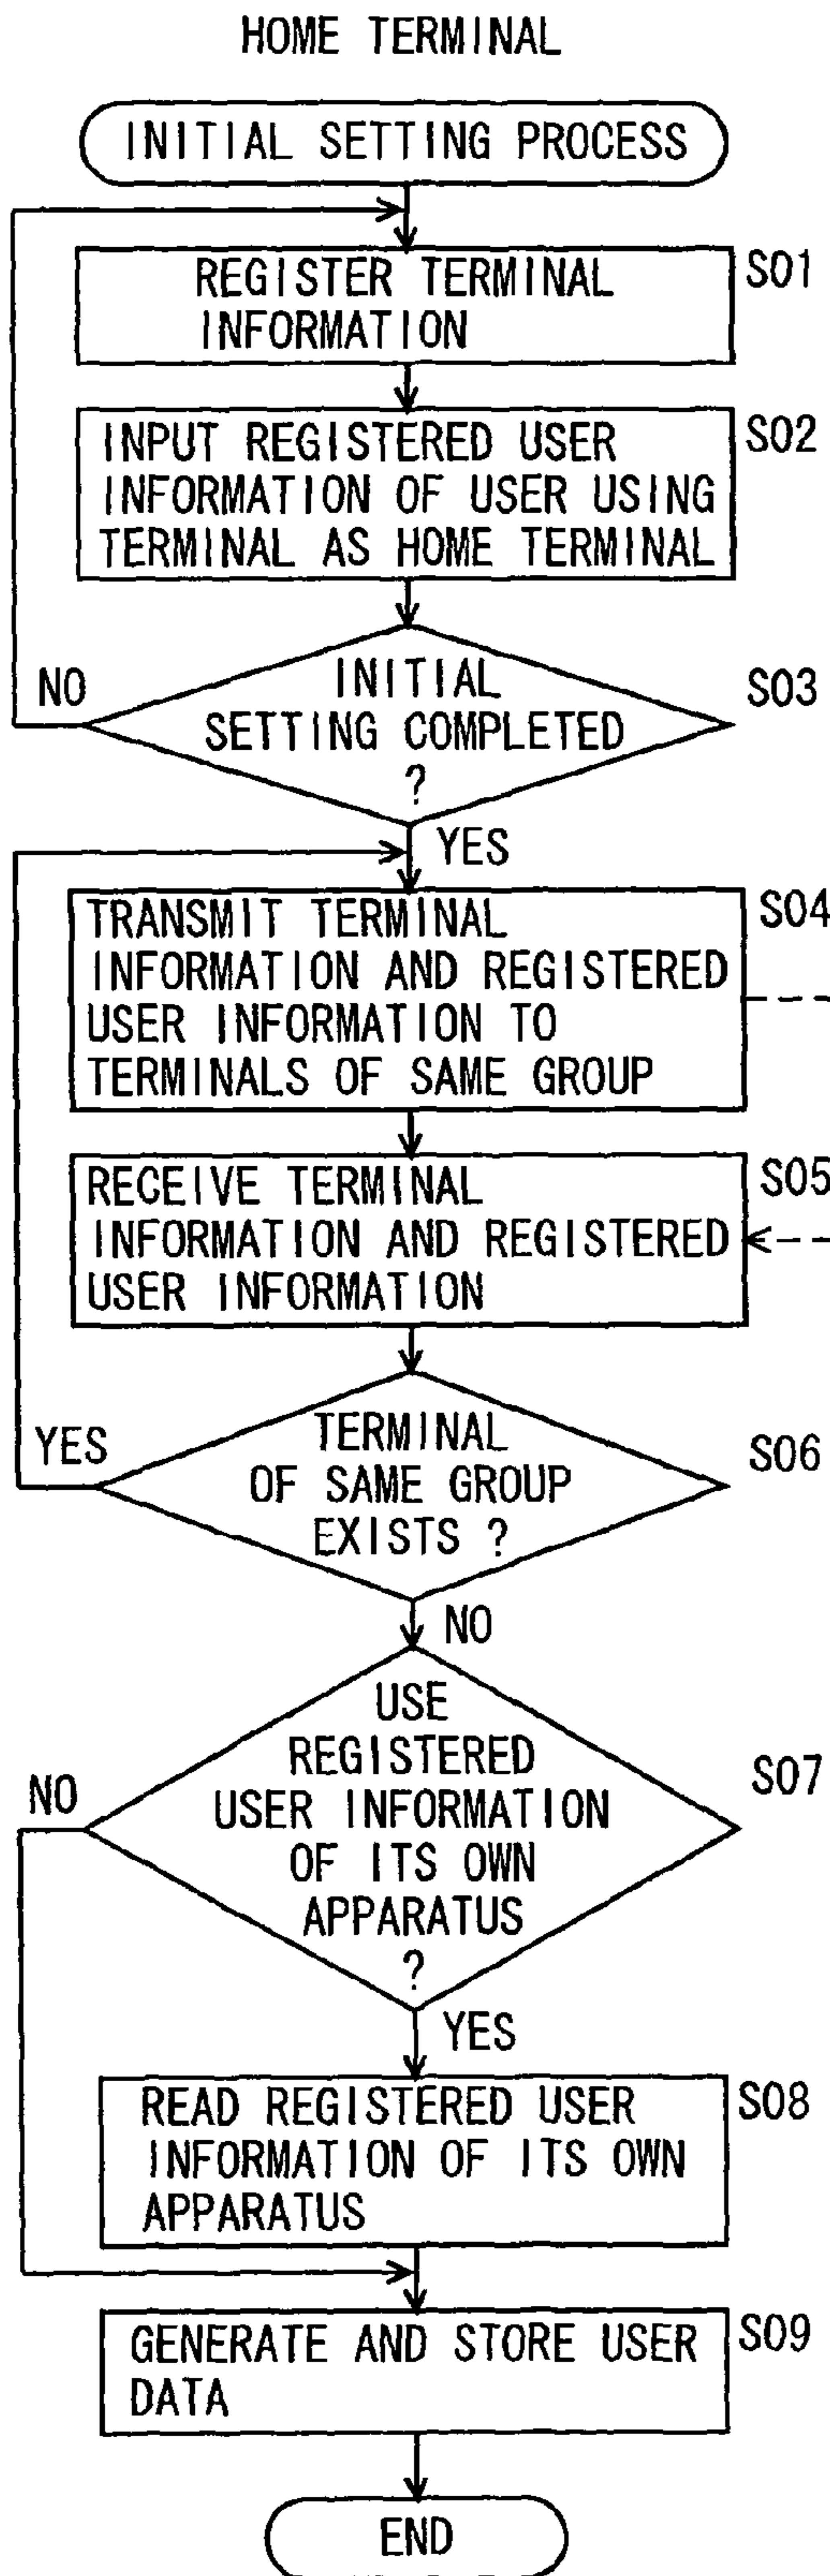 HOME TERMINAL
INITIAL SETTING PROCESS
REGISTER TERMINAL
INFORMATION
S01
INPUT REGISTERED USER
INFORMATION OF USER USING
TERMINAL AS HOME TERMINAL
S02
INITIAL
SETTING COMPLETED
?
S03
NO
YES
TRANSMIT TERMINAL
INFORMATION AND REGISTERED
USER INFORMATION TO
TERMINALS OF SAME GROUP
S04
RECEIVE TERMINAL
INFORMATION AND REGISTERED
USER INFORMATION
S05
TERMINAL
OF SAME GROUP
EXISTS ?
S06
YES
NO
USE
REGISTERED
USER INFORMATION
OF ITS OWN
APPARATUS
?
S07
NO
YES
READ REGISTERED USER
INFORMATION OF ITS OWN
APPARATUS
S08
GENERATE AND STORE USER
DATA
S09
END